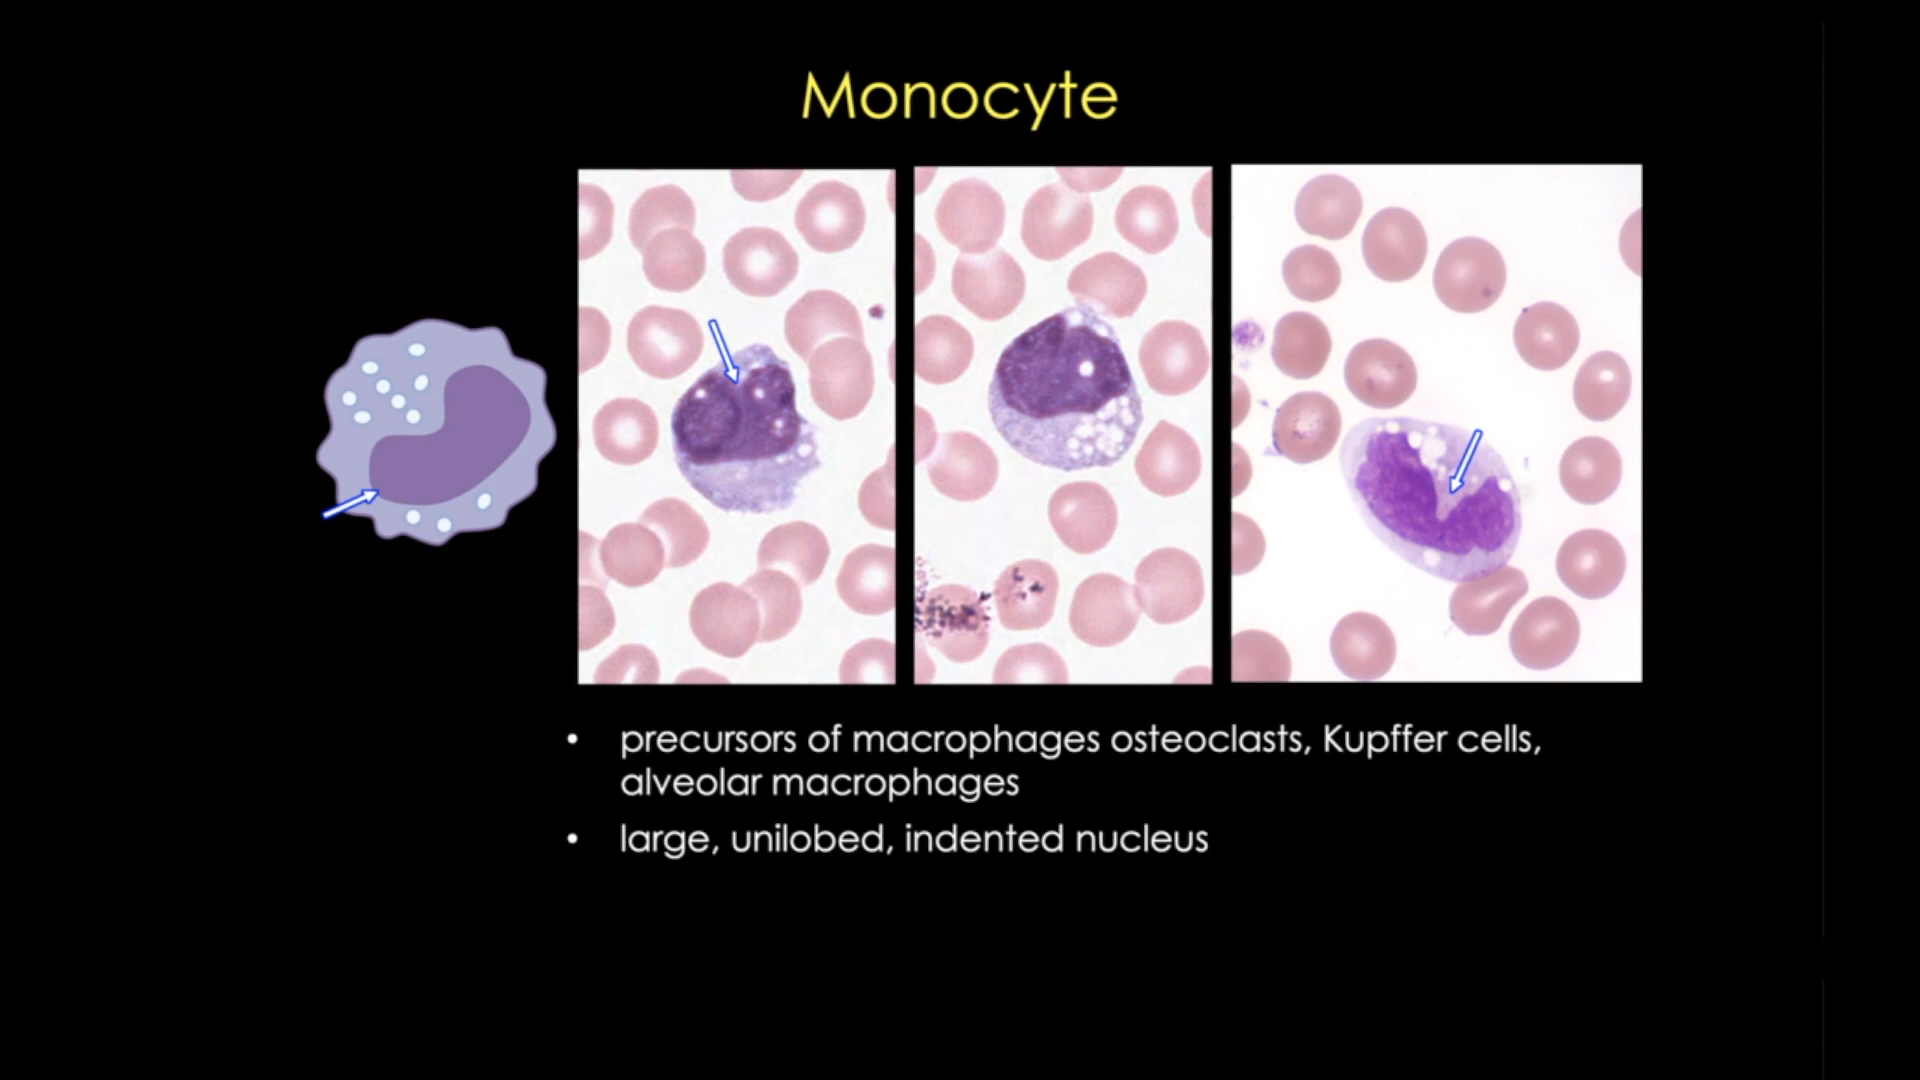 Monocyte
• precursors of macrophages osteoclasts, Kupffer cells,
alveolar macrophages
• large, unilobed, indented nucleus